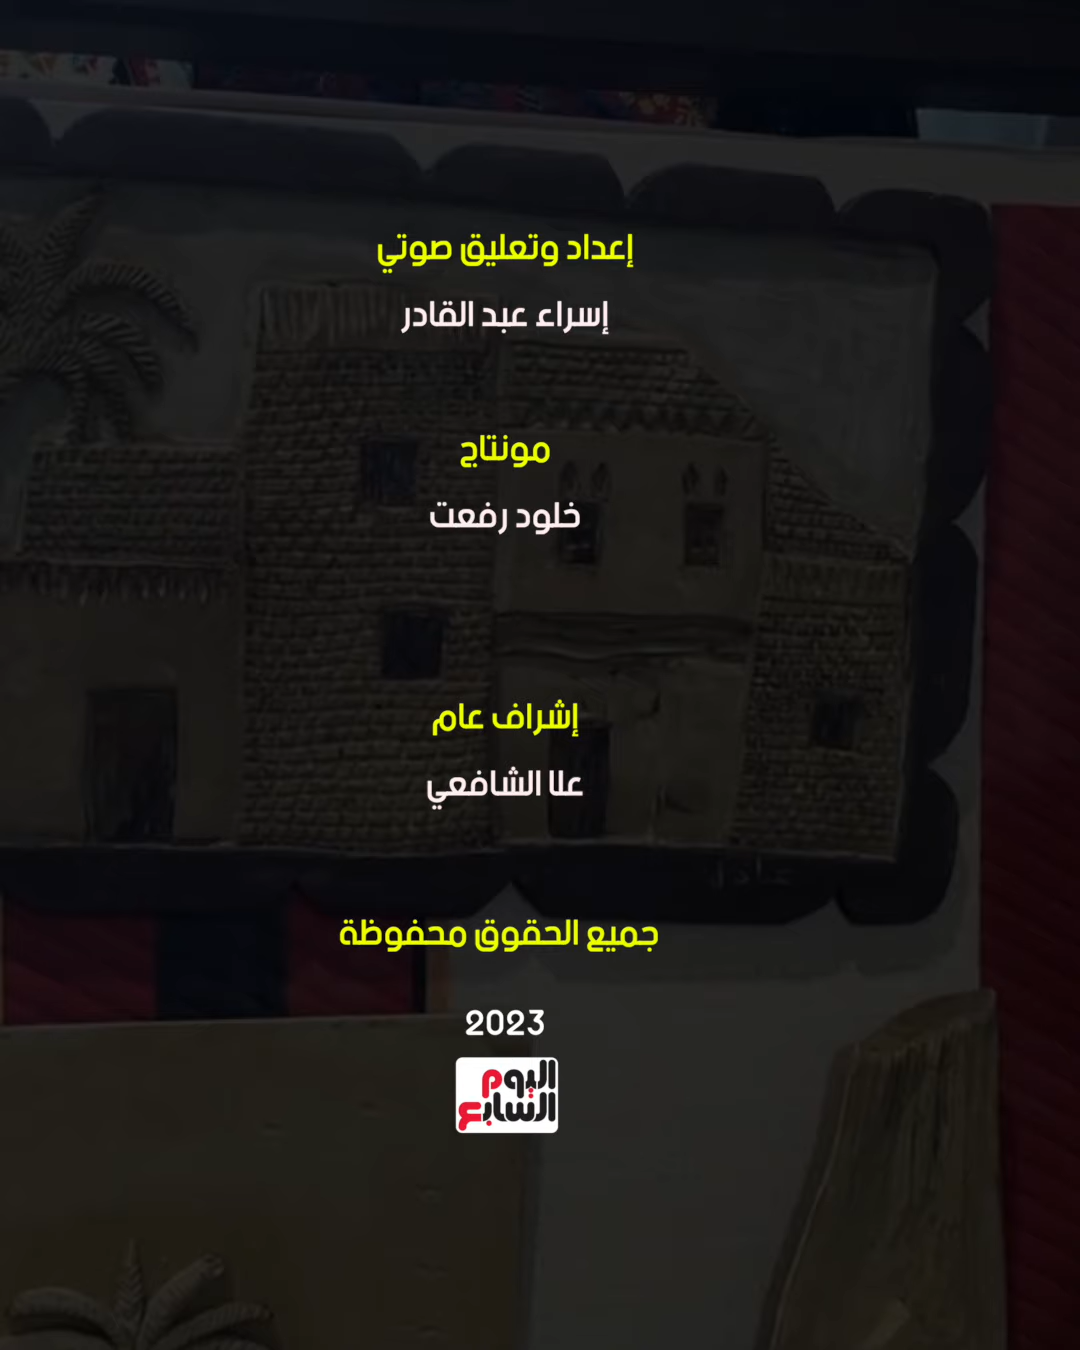 إعداد وتعليق صوتي
إسراء عبد القادر
مونتاج
خلود رفعت
إشراف عام
علا الشافعي
جميع الحقوق محفوظة
2023
اليوم
السابع